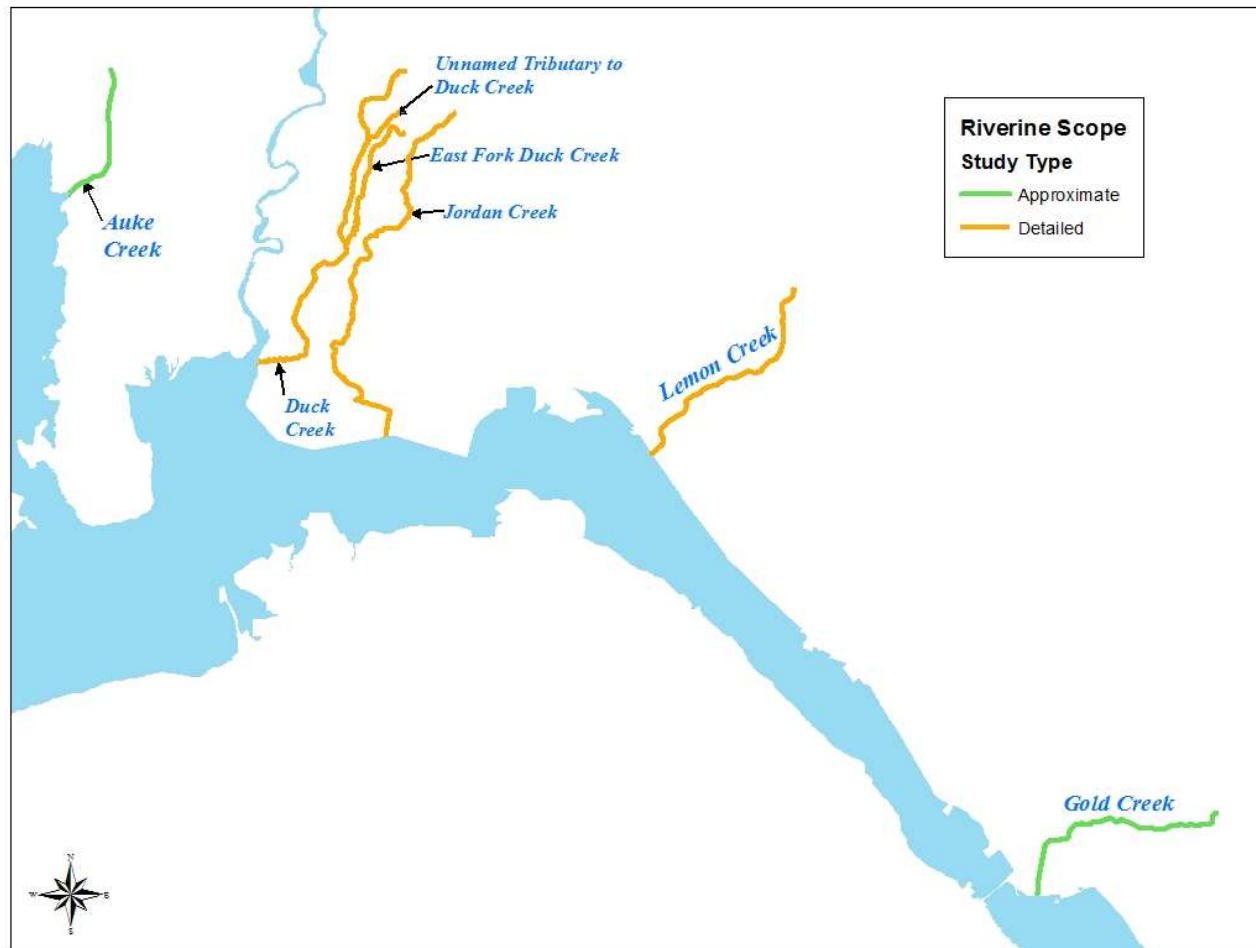 Unnamed Tributary to
Duck Creek
East Fork Duck Creek
Jordan Creek
Auke
Creek
Riverine Scope
Study Type
Approximate
Detailed
Lemon Creek
Duck
Creek
Gold Creek
N
W
E
S